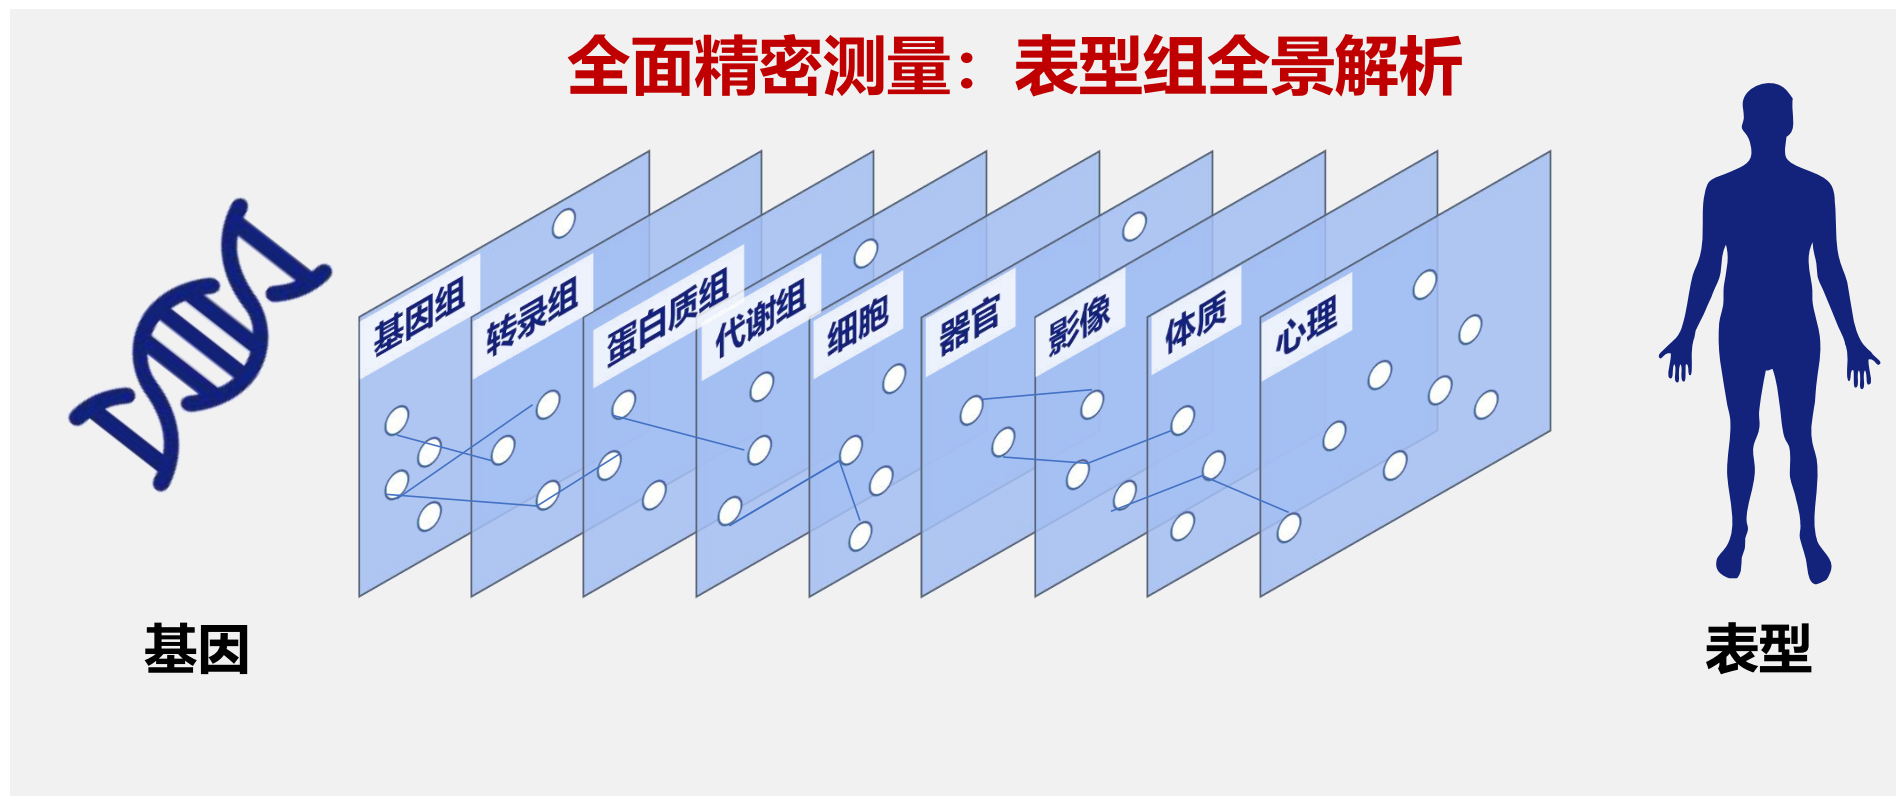 全面精密测量：表型组全景解析
基因组
转录组
蛋白质组
代谢组
细胞
器官
影像
体质
心理
基因
表型